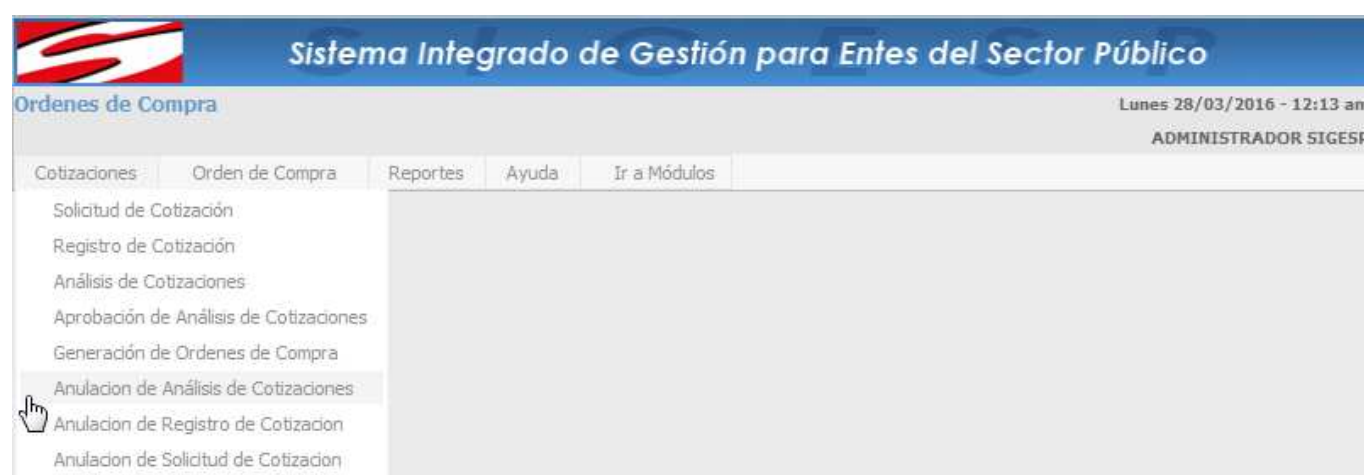 Sistema Integrado de Gestión para Entes del Sector Público
Ordenes de Compra
Lunes 28/03/2016 - 12:13 am
ADMINISTRADOR SIGESP
Cotizaciones Orden de Compra Reportes Ayuda Ir a Módulos
Solicitud de Cotización
Registro de Cotización
Análisis de Cotizaciones
Aprobación de Análisis de Cotizaciones
Generación de Ordenes de Compra
Anulacion de Análisis de Cotizaciones
Anulacion de Registro de Cotizacion
Anulacion de Solicitud de Cotizacion